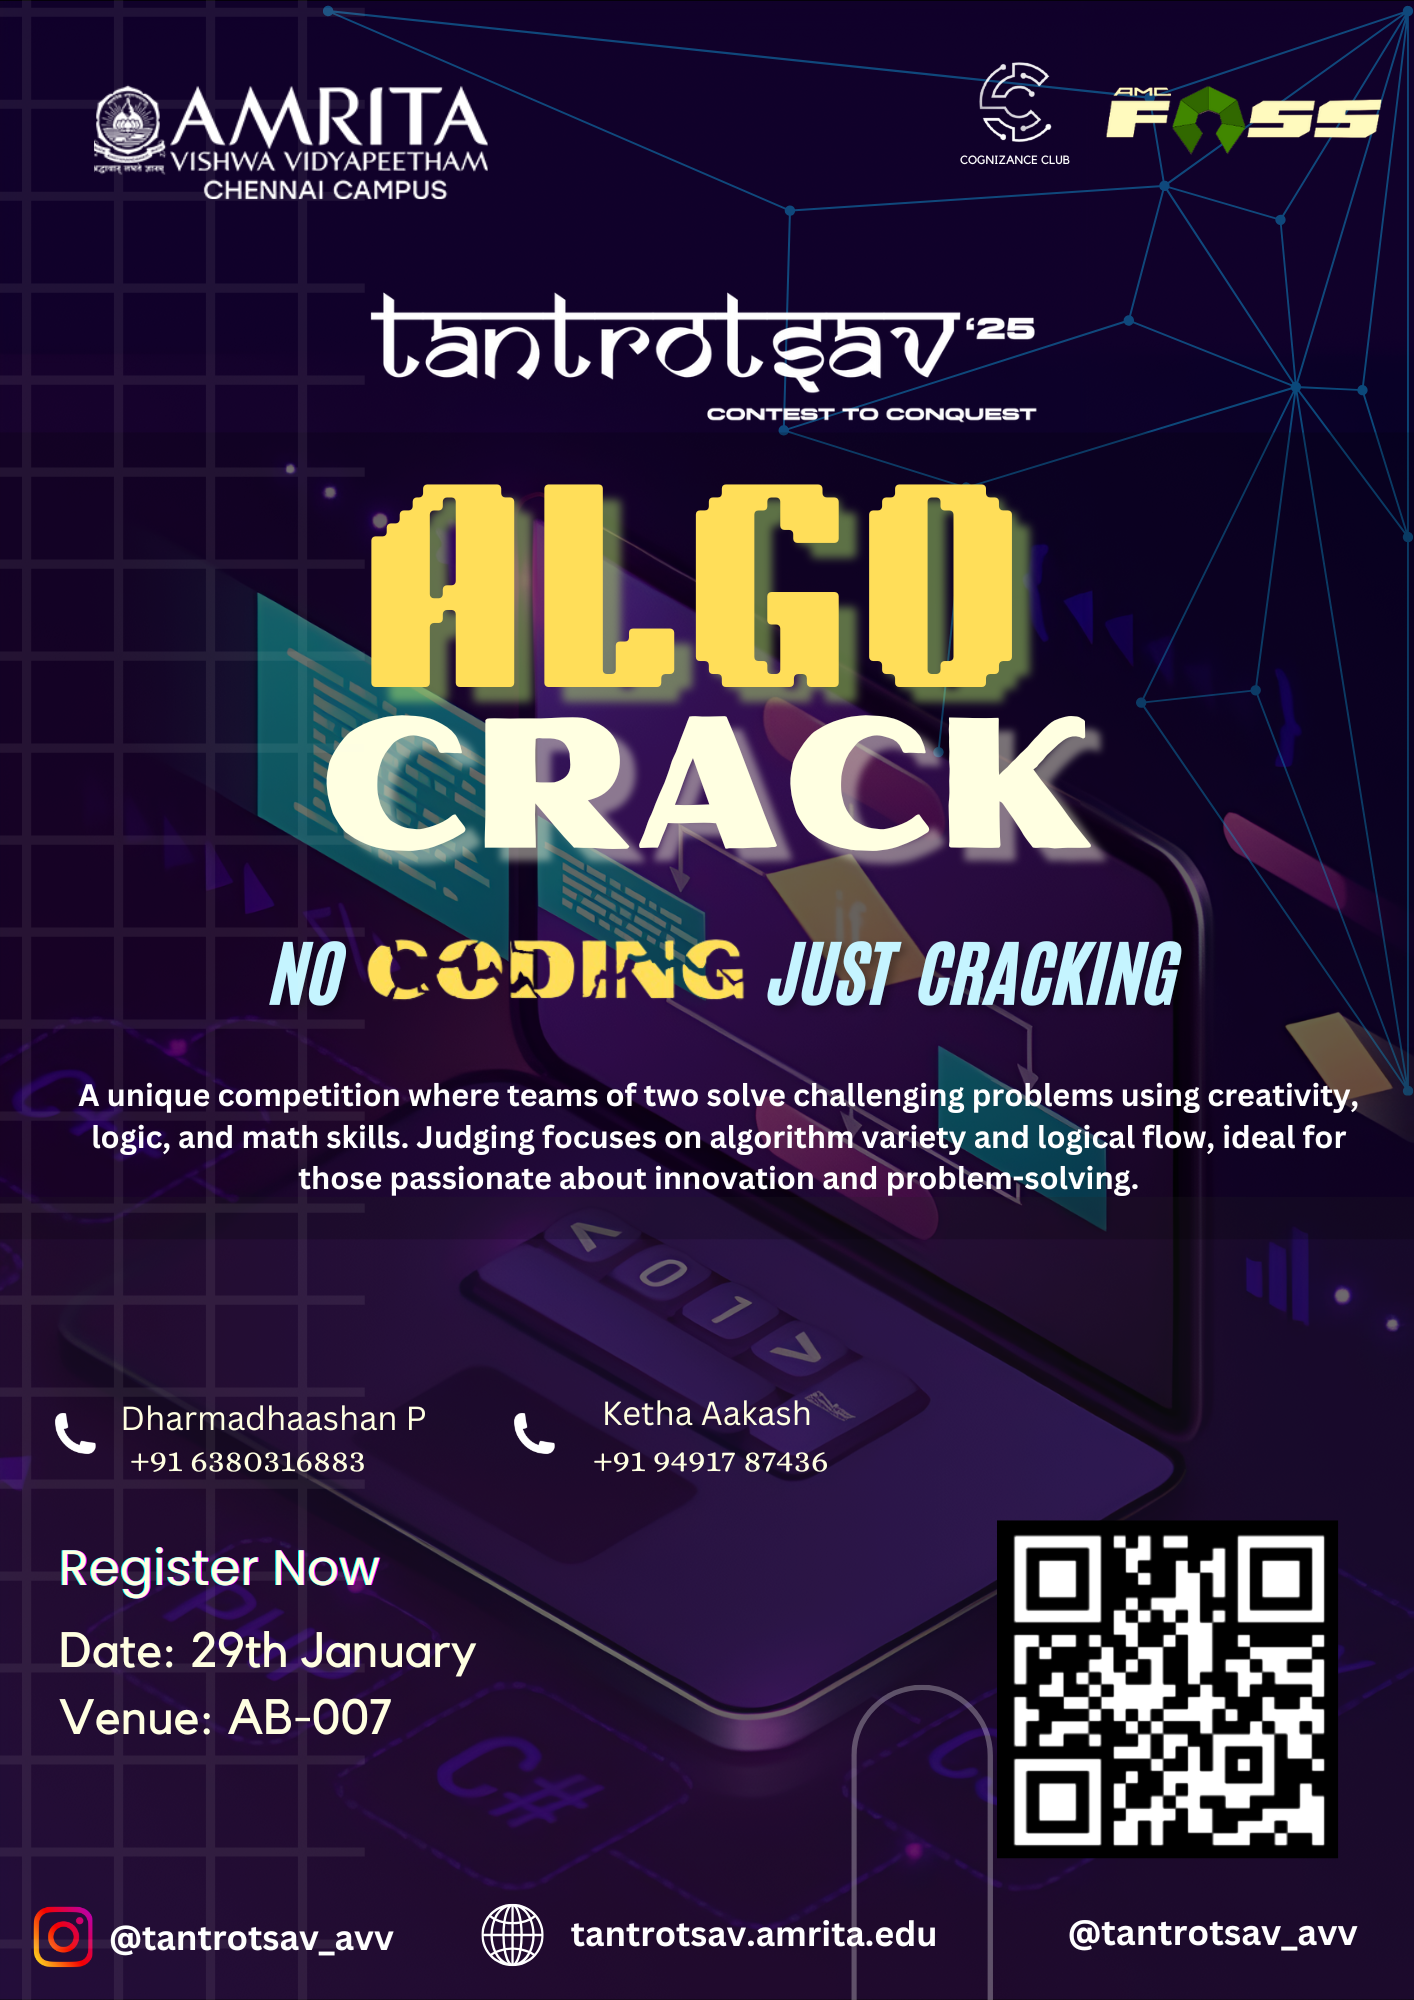 AMRITA
VISHWA VIDYAPEETHAM
CHENNAI CAMPUS
COGNIZANCE CLUB
AMC
FOSS
tantrotsav '25
CONTEST TO CONQUEST
ALGO
CRACK
NO CODING JUST CRACKING
A unique competition where teams of two solve challenging problems using creativity,
logic, and math skills. Judging focuses on algorithm variety and logical flow, ideal for
those passionate about innovation and problem-solving.
if
< 0 1 >
Dharmadhaashan P
+91 6380316883
Ketha Aakash
+91 94917 87436
Register Now
Date: 29th January
Venue: AB-007
C#
@tantrotsav_avv
tantrotsav.amrita.edu
@tantrotsav_avv